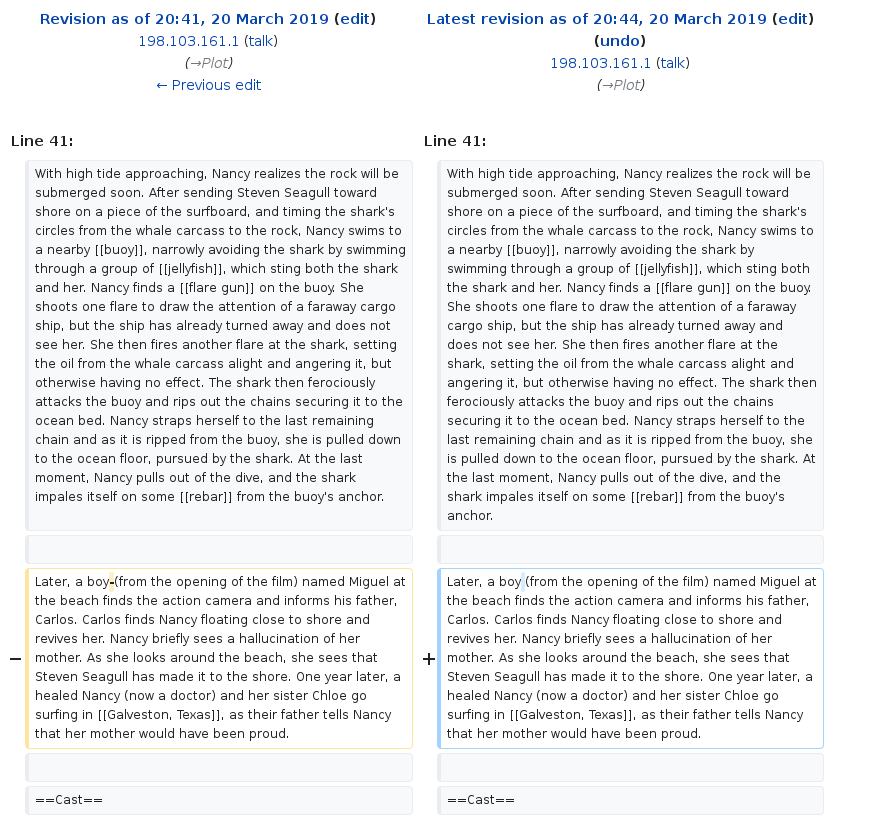 Revision as of 20:41, 20 March 2019 (edit)
198.103.161.1 (talk)
(→Plot)
← Previous edit
Latest revision as of 20:44, 20 March 2019 (edit)
(undo)
198.103.161.1 (talk)
(→Plot)
Line 41:
With high tide approaching, Nancy realizes the rock will be
submerged soon. After sending Steven Seagull toward
shore on a piece of the surfboard, and timing the shark's
circles from the whale carcass to the rock, Nancy swims to
a nearby [[buoy]], narrowly avoiding the shark by swimming
through a group of [[jellyfish]], which sting both the shark
and her. Nancy finds a [[flare gun]] on the buoy. She
shoots one flare to draw the attention of a faraway cargo
ship, but the ship has already turned away and does not
see her. She then fires another flare at the shark, setting
the oil from the whale carcass alight and angering it, but
otherwise having no effect. The shark then ferociously
attacks the buoy and rips out the chains securing it to the
ocean bed. Nancy straps herself to the last remaining
chain and as it is ripped from the buoy, she is pulled down
to the ocean floor, pursued by the shark. At the last
moment, Nancy pulls out of the dive, and the shark
impales itself on some [[rebar]] from the buoy's anchor.
Line 41:
With high tide approaching, Nancy realizes the rock will be
submerged soon. After sending Steven Seagull toward
shore on a piece of the surfboard, and timing the shark's
circles from the whale carcass to the rock, Nancy swims to
a nearby [[buoy]], narrowly avoiding the shark by
swimming through a group of [[jellyfish]], which sting both
the shark and her. Nancy finds a [[flare gun]] on the buoy.
She shoots one flare to draw the attention of a faraway
cargo ship, but the ship has already turned away and
does not see her. She then fires another flare at the
shark, setting the oil from the whale carcass alight and
angering it, but otherwise having no effect. The shark then
ferociously attacks the buoy and rips out the chains
securing it to the ocean bed. Nancy straps herself to the
last remaining chain and as it is ripped from the buoy, she
is pulled down to the ocean floor, pursued by the shark. At
the last moment, Nancy pulls out of the dive, and the
shark impales itself on some [[rebar]] from the buoy's
anchor.
− Later, a boy-(from the opening of the film) named Miguel at
the beach finds the action camera and informs his father,
Carlos. Carlos finds Nancy floating close to shore and
revives her. Nancy briefly sees a hallucination of her
mother. As she looks around the beach, she sees that
Steven Seagull has made it to the shore. One year later, a
healed Nancy (now a doctor) and her sister Chloe go
surfing in [[Galveston, Texas]], as their father tells Nancy
that her mother would have been proud.
+ Later, a boy (from the opening of the film) named Miguel at
the beach finds the action camera and informs his father,
Carlos. Carlos finds Nancy floating close to shore and
revives her. Nancy briefly sees a hallucination of her
mother. As she looks around the beach, she sees that
Steven Seagull has made it to the shore. One year later, a
healed Nancy (now a doctor) and her sister Chloe go
surfing in [[Galveston, Texas]], as their father tells Nancy
that her mother would have been proud.
==Cast==
==Cast==